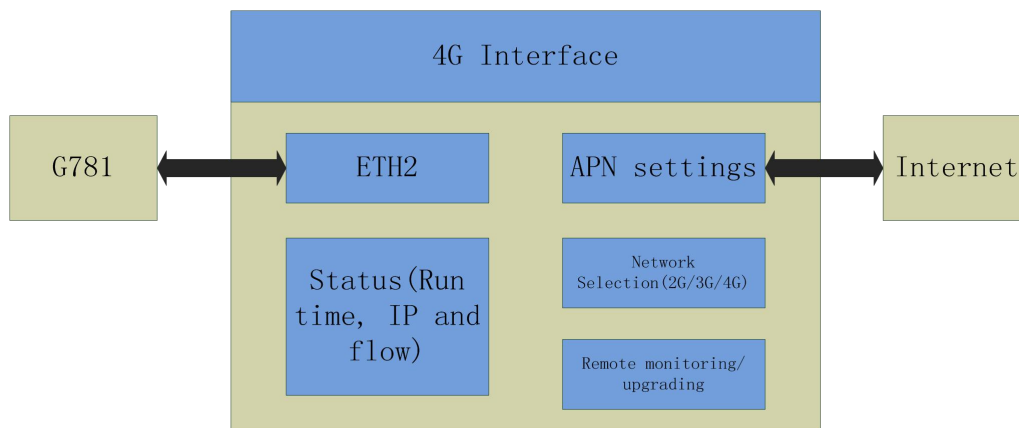 4G Interface
G781
ETH2
APN settings
Internet
Status(Run
time, IP and
flow)
Network
Selection(2G/3G/4G)
Remote monitoring/
upgrading